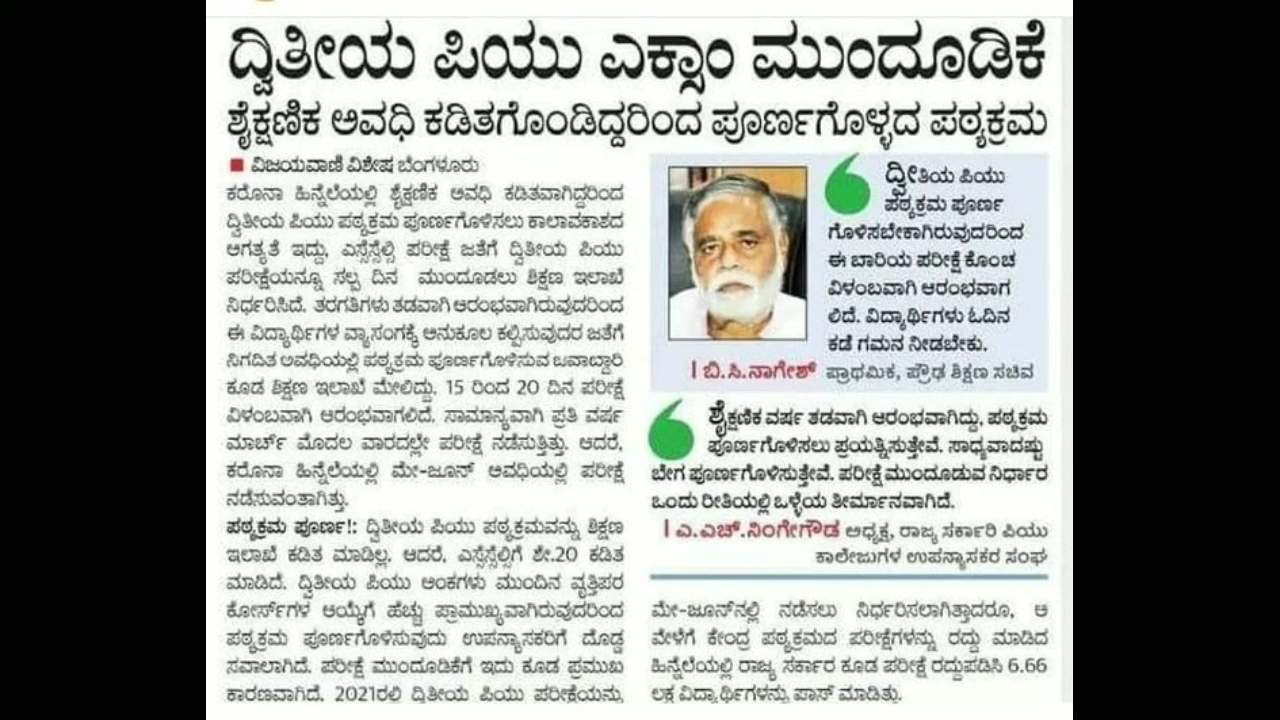 ದ್ವಿತೀಯ ಪಿಯು ಎಕ್ಸಾಂ ಮುಂದೂಡಿಕೆ
ಶೈಕ್ಷಣಿಕ ಅವಧಿ ಕಡಿತಗೊಂಡಿದ್ದರಿಂದ ಪೂರ್ಣಗೊಳ್ಳದ ಪಠ್ಯಕ್ರಮ
■ ವಿಜಯವಾಣಿ ವಿಶೇಷ ಬೆಂಗಳೂರು
ಕರೊನಾ ಹಿನ್ನೆಲೆಯಲ್ಲಿ ಶೈಕ್ಷಣಿಕ ಅವಧಿ ಕಡಿತವಾಗಿದ್ದರಿಂದ
ದ್ವಿತೀಯ ಪಿಯು ಪಠ್ಯಕ್ರಮ ಪೂರ್ಣಗೊಳಿಸಲು ಕಾಲಾವಕಾಶದ
ಅಗತ್ಯತೆ ಇದ್ದು, ಎಸ್ಸೆಸ್ಸೆಲ್ಸಿ ಪರೀಕ್ಷೆ ಜತೆಗೆ ದ್ವಿತೀಯ ಪಿಯು
ಪರೀಕ್ಷೆಯನ್ನೂ ಸಲ್ಪ ದಿನ ಮುಂದೂಡಲು ಶಿಕ್ಷಣ ಇಲಾಖೆ
ನಿರ್ಧರಿಸಿದೆ. ತರಗತಿಗಳು ತಡವಾಗಿ ಆರಂಭವಾಗಿರುವುದರಿಂದ
ಈ ವಿದ್ಯಾರ್ಥಿಗಳ ವ್ಯಾಸಂಗಕ್ಕೆ ಅನುಕೂಲ ಕಲ್ಪಿಸುವುದರ ಜತೆಗೆ
ನಿಗದಿತ ಅವಧಿಯಲ್ಲಿ ಪಠ್ಯಕ್ರಮ ಪೂರ್ಣಗೊಳಿಸುವ ಜವಾಬ್ದಾರಿ
ಕೂಡ ಶಿಕ್ಷಣ ಇಲಾಖೆ ಮೇಲಿದ್ದು, 15 ರಿಂದ 20 ದಿನ ಪರೀಕ್ಷೆ
ವಿಳಂಬವಾಗಿ ಆರಂಭವಾಗಲಿದೆ. ಸಾಮಾನ್ಯವಾಗಿ ಪ್ರತಿ ವರ್ಷ
ಮಾರ್ಚ್ ಮೊದಲ ವಾರದಲ್ಲೇ ಪರೀಕ್ಷೆ ನಡೆಸುತ್ತಿತ್ತು. ಆದರೆ,
ಕರೊನಾ ಹಿನ್ನೆಲೆಯಲ್ಲಿ ಮೇ-ಜೂನ್ ಅವಧಿಯಲ್ಲಿ ಪರೀಕ್ಷೆ
ನಡೆಸುವಂತಾಗಿತ್ತು.
ಪಠ್ಯಕ್ರಮ ಪೂರ್ಣ!: ದ್ವಿತೀಯ ಪಿಯು ಪಠ್ಯಕ್ರಮವನ್ನು ಶಿಕ್ಷಣ
ಇಲಾಖೆ ಕಡಿತ ಮಾಡಿಲ್ಲ. ಆದರೆ, ಎಸ್ಸೆಸ್ಸೆಲ್ಸಿಗೆ ಶೇ.20 ಕಡಿತ
ಮಾಡಿದೆ. ದ್ವಿತೀಯ ಪಿಯು ಅಂಕಗಳು ಮುಂದಿನ ವೃತ್ತಿಪರ
ಕೋರ್ಸ್‌ಗಳ ಆಯ್ಕೆಗೆ ಹೆಚ್ಚು ಪ್ರಾಮುಖ್ಯವಾಗಿರುವುದರಿಂದ
ಪಠ್ಯಕ್ರಮ ಪೂರ್ಣಗೊಳಿಸುವುದು ಉಪನ್ಯಾಸಕರಿಗೆ ದೊಡ್ಡ
ಸವಾಲಾಗಿದೆ. ಪರೀಕ್ಷೆ ಮುಂದೂಡಿಕೆಗೆ ಇದು ಕೂಡ ಪ್ರಮುಖ
ಕಾರಣವಾಗಿದೆ. 2021ರಲ್ಲಿ ದ್ವಿತೀಯ ಪಿಯು ಪರೀಕ್ಷೆಯನ್ನು
ದ್ವೀತಿಯ ಪಿಯು
ಪಠ್ಯಕ್ರಮ ಪೂರ್ಣ
ಗೊಳಿಸಬೇಕಾಗಿರುವುದರಿಂದ
ಈ ಬಾರಿಯ ಪರೀಕ್ಷೆ ಕೊಂಚ
ವಿಳಂಬವಾಗಿ ಆರಂಭವಾಗ
ಲಿದೆ. ವಿದ್ಯಾರ್ಥಿಗಳು ಓದಿನ
ಕಡೆ ಗಮನ ನೀಡಬೇಕು.
| ಬಿ.ಸಿ.ನಾಗೇಶ್ ಪ್ರಾಥಮಿಕ, ಪ್ರೌಢ ಶಿಕ್ಷಣ ಸಚಿವ
ಶೈಕ್ಷಣಿಕ ವರ್ಷ ತಡವಾಗಿ ಆರಂಭವಾಗಿದ್ದು, ಪಠ್ಯಕ್ರಮ
ಪೂರ್ಣಗೊಳಿಸಲು ಪ್ರಯತ್ನಿಸುತ್ತೇವೆ. ಸಾಧ್ಯವಾದಷ್ಟು
ಬೇಗ ಪೂರ್ಣಗೊಳಿಸುತ್ತೇವೆ. ಪರೀಕ್ಷೆ ಮುಂದೂಡುವ ನಿರ್ಧಾರ
ಒಂದು ರೀತಿಯಲ್ಲಿ ಒಳ್ಳೆಯ ತೀರ್ಮಾನವಾಗಿದೆ.
| ಎ.ಎಚ್.ನಿಂಗೇಗೌಡ ಅಧ್ಯಕ್ಷ, ರಾಜ್ಯ ಸರ್ಕಾರಿ ಪಿಯು
ಕಾಲೇಜುಗಳ ಉಪನ್ಯಾಸಕರ ಸಂಘ
ಮೇ-ಜೂನ್‌ನಲ್ಲಿ ನಡೆಸಲು ನಿರ್ಧರಿಸಲಾಗಿತ್ತಾದರೂ, ಆ
ವೇಳೆಗೆ ಕೇಂದ್ರ ಪಠ್ಯಕ್ರಮದ ಪರೀಕ್ಷೆಗಳನ್ನು ರದ್ದು ಮಾಡಿದ
ಹಿನ್ನೆಲೆಯಲ್ಲಿ ರಾಜ್ಯ ಸರ್ಕಾರ ಕೂಡ ಪರೀಕ್ಷೆ ರದ್ದುಪಡಿಸಿ 6.66
ಲಕ್ಷ ವಿದ್ಯಾರ್ಥಿಗಳನ್ನು ಪಾಸ್ ಮಾಡಿತ್ತು.